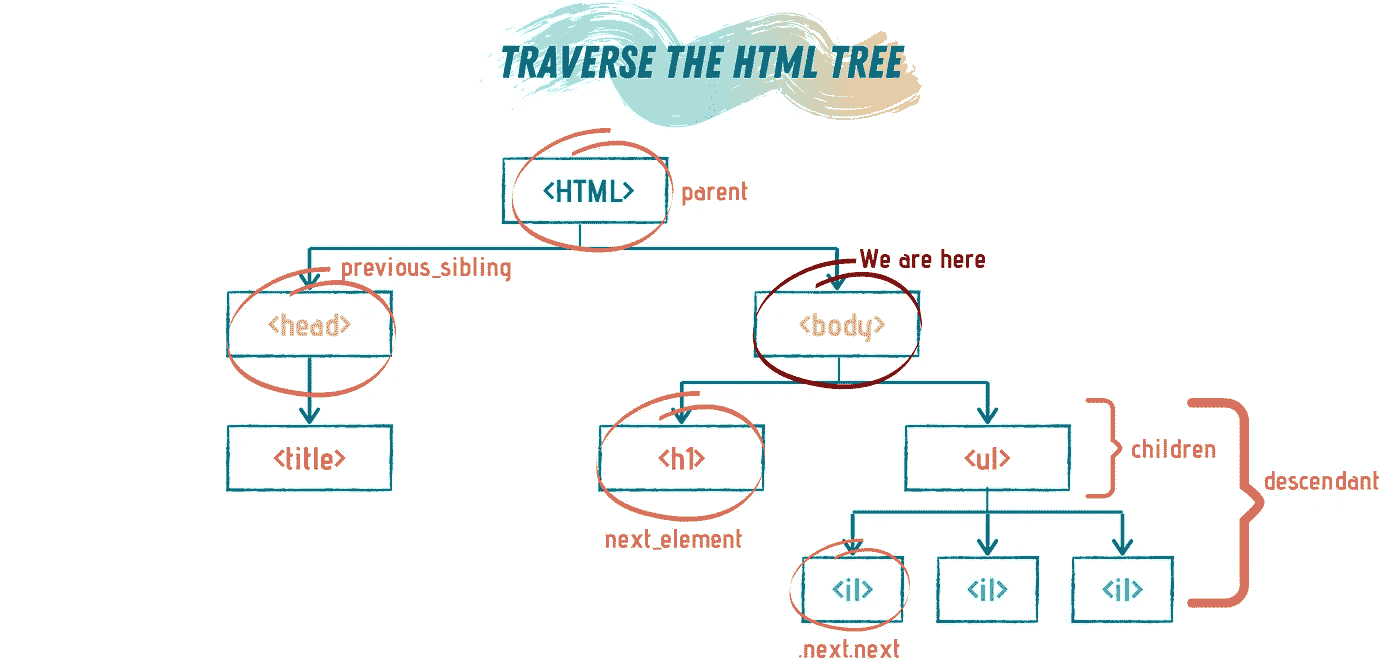 TRAVERSE THE HTML TREE
<HTML>
parent
previous_sibling
We are here
<head>
<body>
<title>
<h1>
<ul>
children
descendant
next_element
<il>
<il>
<il>
.next.next